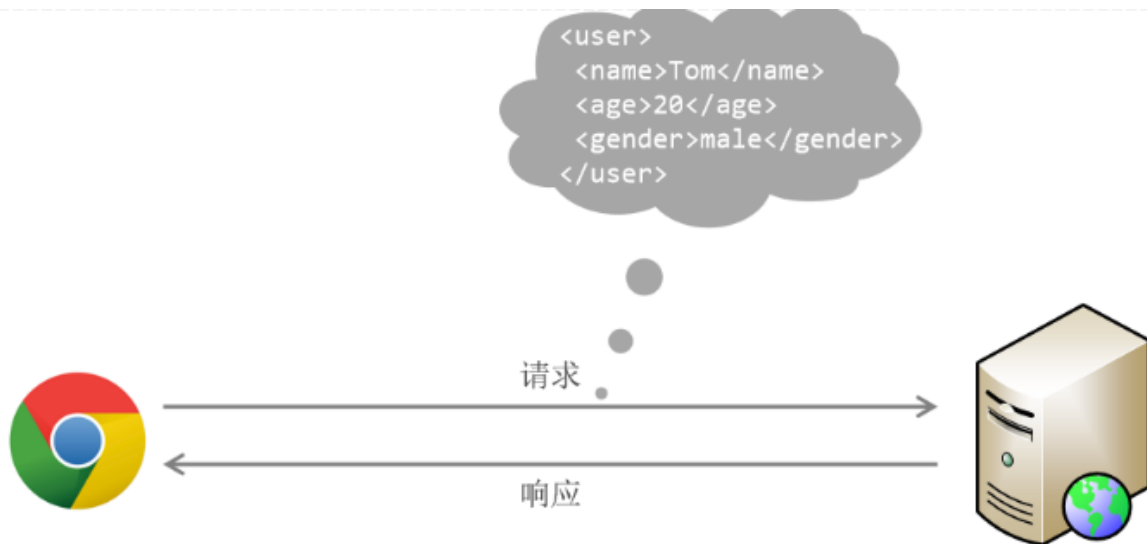 <user>
<name>Tom</name>
<age>20</age>
<gender>male</gender>
</user>
请求
响应